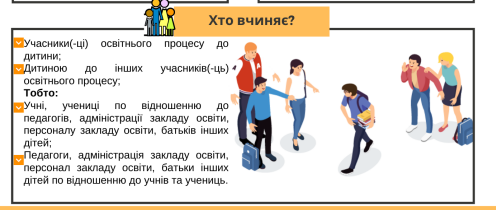 Хто вчиняє?
Учасники(-ці) освітнього процесу до
дитини;
Дитиною до інших учасників(-ць)
освітнього процесу;
Тобто:
Учні, учениці по відношенню до
педагогів, адміністрації закладу освіти,
персоналу закладу освіти, батьків інших
дітей;
Педагоги, адміністрація закладу освіти,
персонал закладу освіти, батьки інших
дітей по відношенню до учнів та учениць.